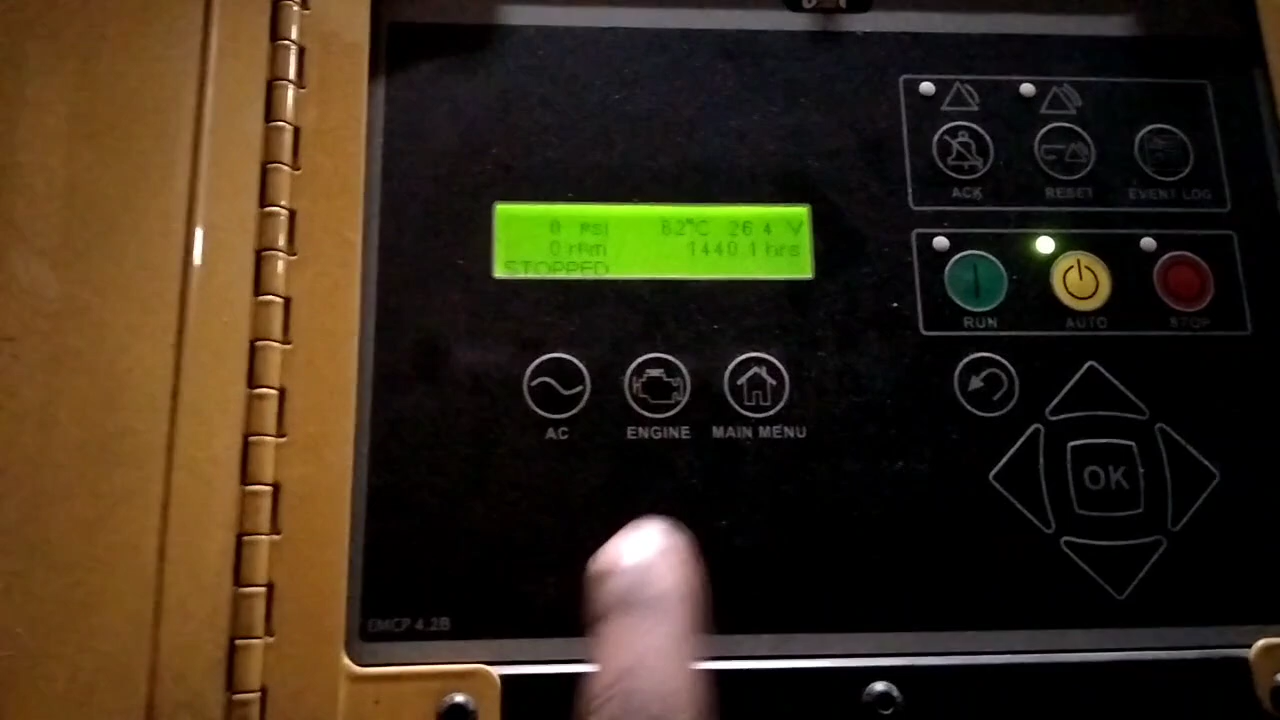 0 psi 82°C 26.4 V
0 rpm 1440.1 hrs
STOPPED
ACK RESET EVENT LOG
RUN AUTO STOP
AC ENGINE MAIN MENU
OK
EMCP 4.2B